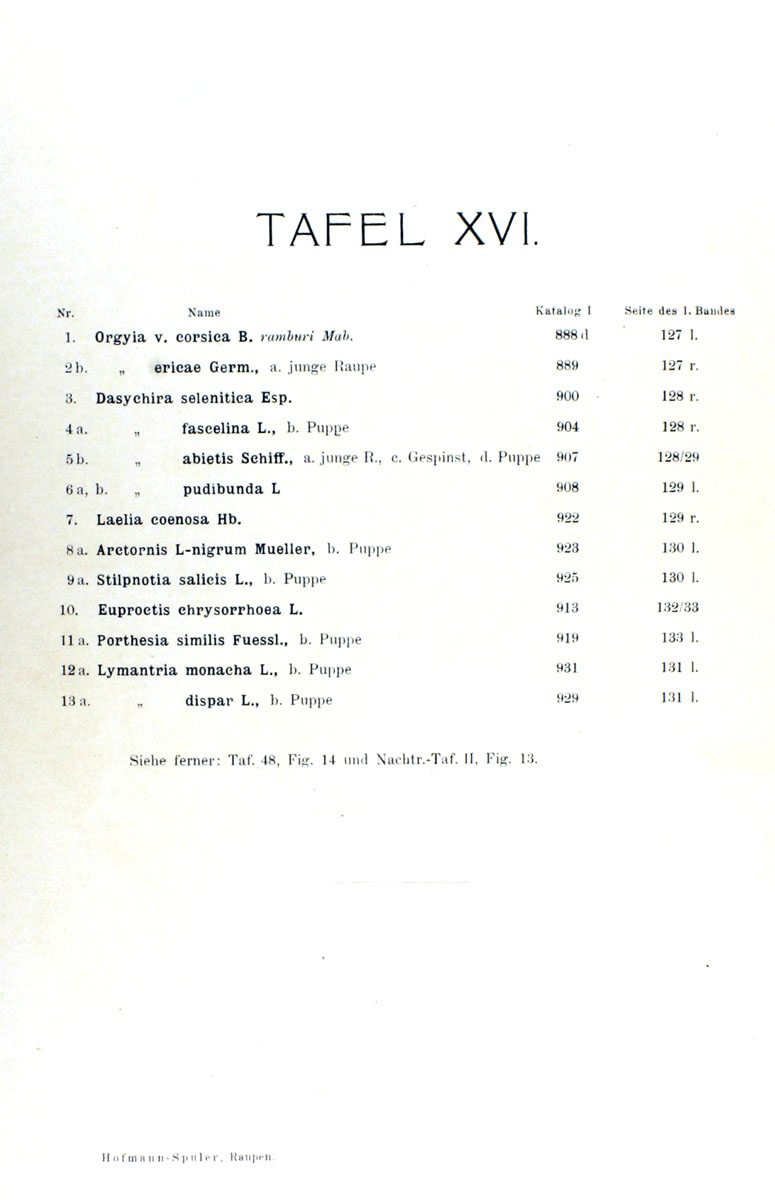 TAFEL XVI.
Nr. Name Katalog I Seite des I. Bandes
1. Orgyia v. corsica B. ramburi Mab. 888 d 127 l.
2 b. „ ericae Germ., a. junge Raupe 889 127 r.
3. Dasychira selenitica Esp. 900 128 r.
4 a. „ fascelina L., b. Puppe 904 128 r.
5 b. „ abietis Schiff., a. junge R., c. Gespinst, d. Puppe 907 128/29
6 a, b. „ pudibunda L 908 129 l.
7. Laelia coenosa Hb. 922 129 r.
8 a. Arctornis L-nigrum Mueller, b. Puppe 923 130 l.
9 a. Stilpnotia salicis L., b. Puppe 925 130 l.
10. Euproctis chrysorrhoea L. 913 132/33
11 a. Porthesia similis Fuessl., b. Puppe 919 133 l.
12 a. Lymantria monacha L., b. Puppe 931 131 l.
13 a. „ dispar L., b. Puppe 929 131 l.
Siehe ferner: Taf. 48, Fig. 14 und Nachtr.-Taf. II, Fig. 13.
Hofmann-Spuler, Raupen.